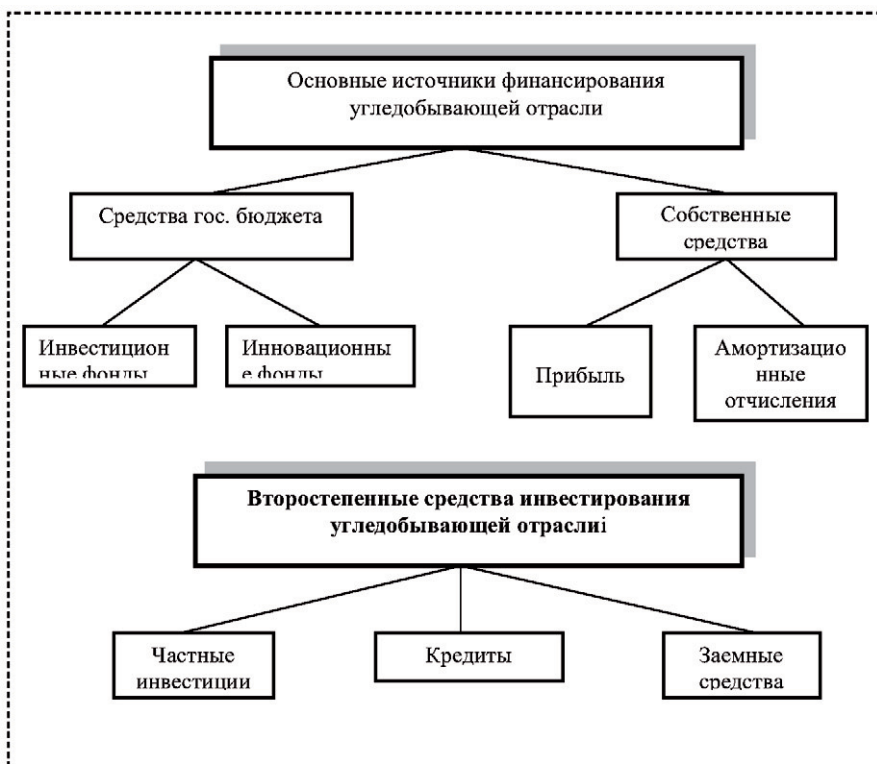 Основные источники финансирования
угледобывающей отрасли
Средства гос. бюджета
Собственные
средства
Инвестицион
ные фонды
Инновационны
е фонды
Прибыль
Амортизацио
нные
отчисления
Второстепенные средства инвестирования
угледобывающей отраслиi
Частные
инвестиции
Кредиты
Заемные
средства